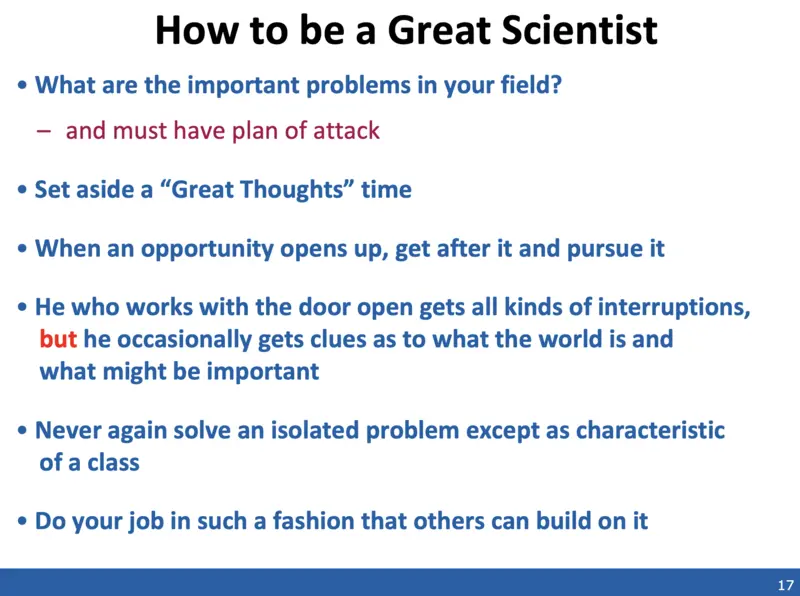 How to be a Great Scientist
• What are the important problems in your field?
– and must have plan of attack
• Set aside a “Great Thoughts” time
• When an opportunity opens up, get after it and pursue it
• He who works with the door open gets all kinds of interruptions,
but he occasionally gets clues as to what the world is and
what might be important
• Never again solve an isolated problem except as characteristic
of a class
• Do your job in such a fashion that others can build on it
17